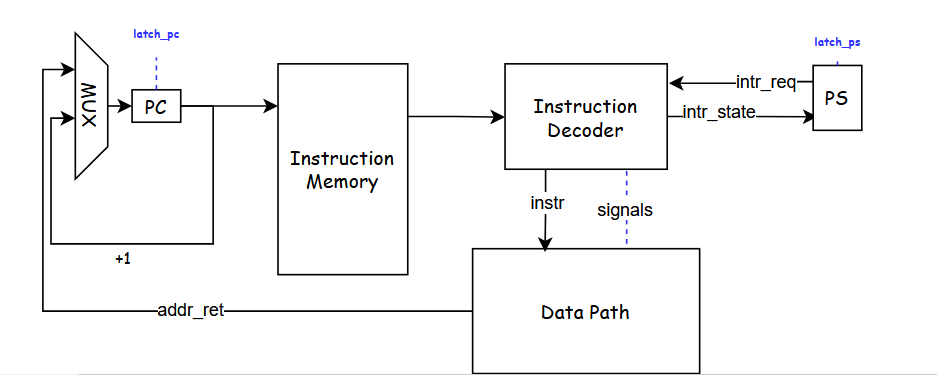 latch_pc
latch_ps
MUX
PC
Instruction
Memory
Instruction
Decoder
intr_req
intr_state
PS
instr
signals
+1
addr_ret
Data Path